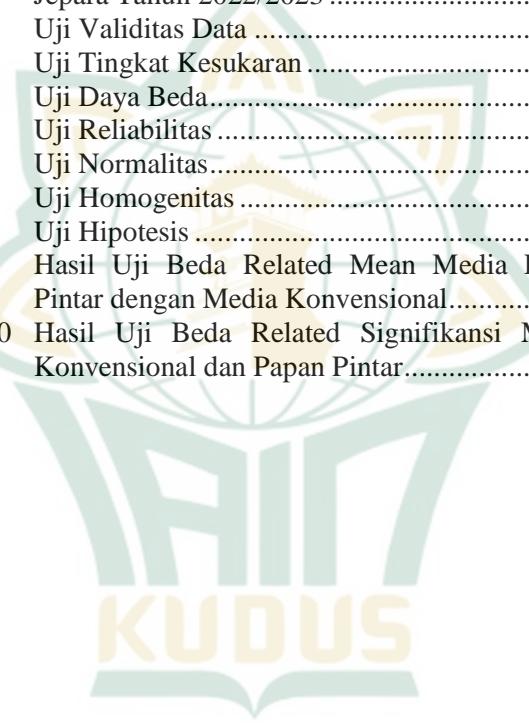 Jepara Tahun 2022/2023 ....................................
Uji Validitas Data ....................................
Uji Tingkat Kesukaran ....................................
Uji Daya Beda....................................
Uji Reliabilitas ....................................
Uji Normalitas....................................
Uji Homogenitas ....................................
Uji Hipotesis ....................................
Hasil Uji Beda Related Mean Media
Pintar dengan Media Konvensional............
0 Hasil Uji Beda Related Signifikansi
Konvensional dan Papan Pintar..................
IAIN
KUDUS